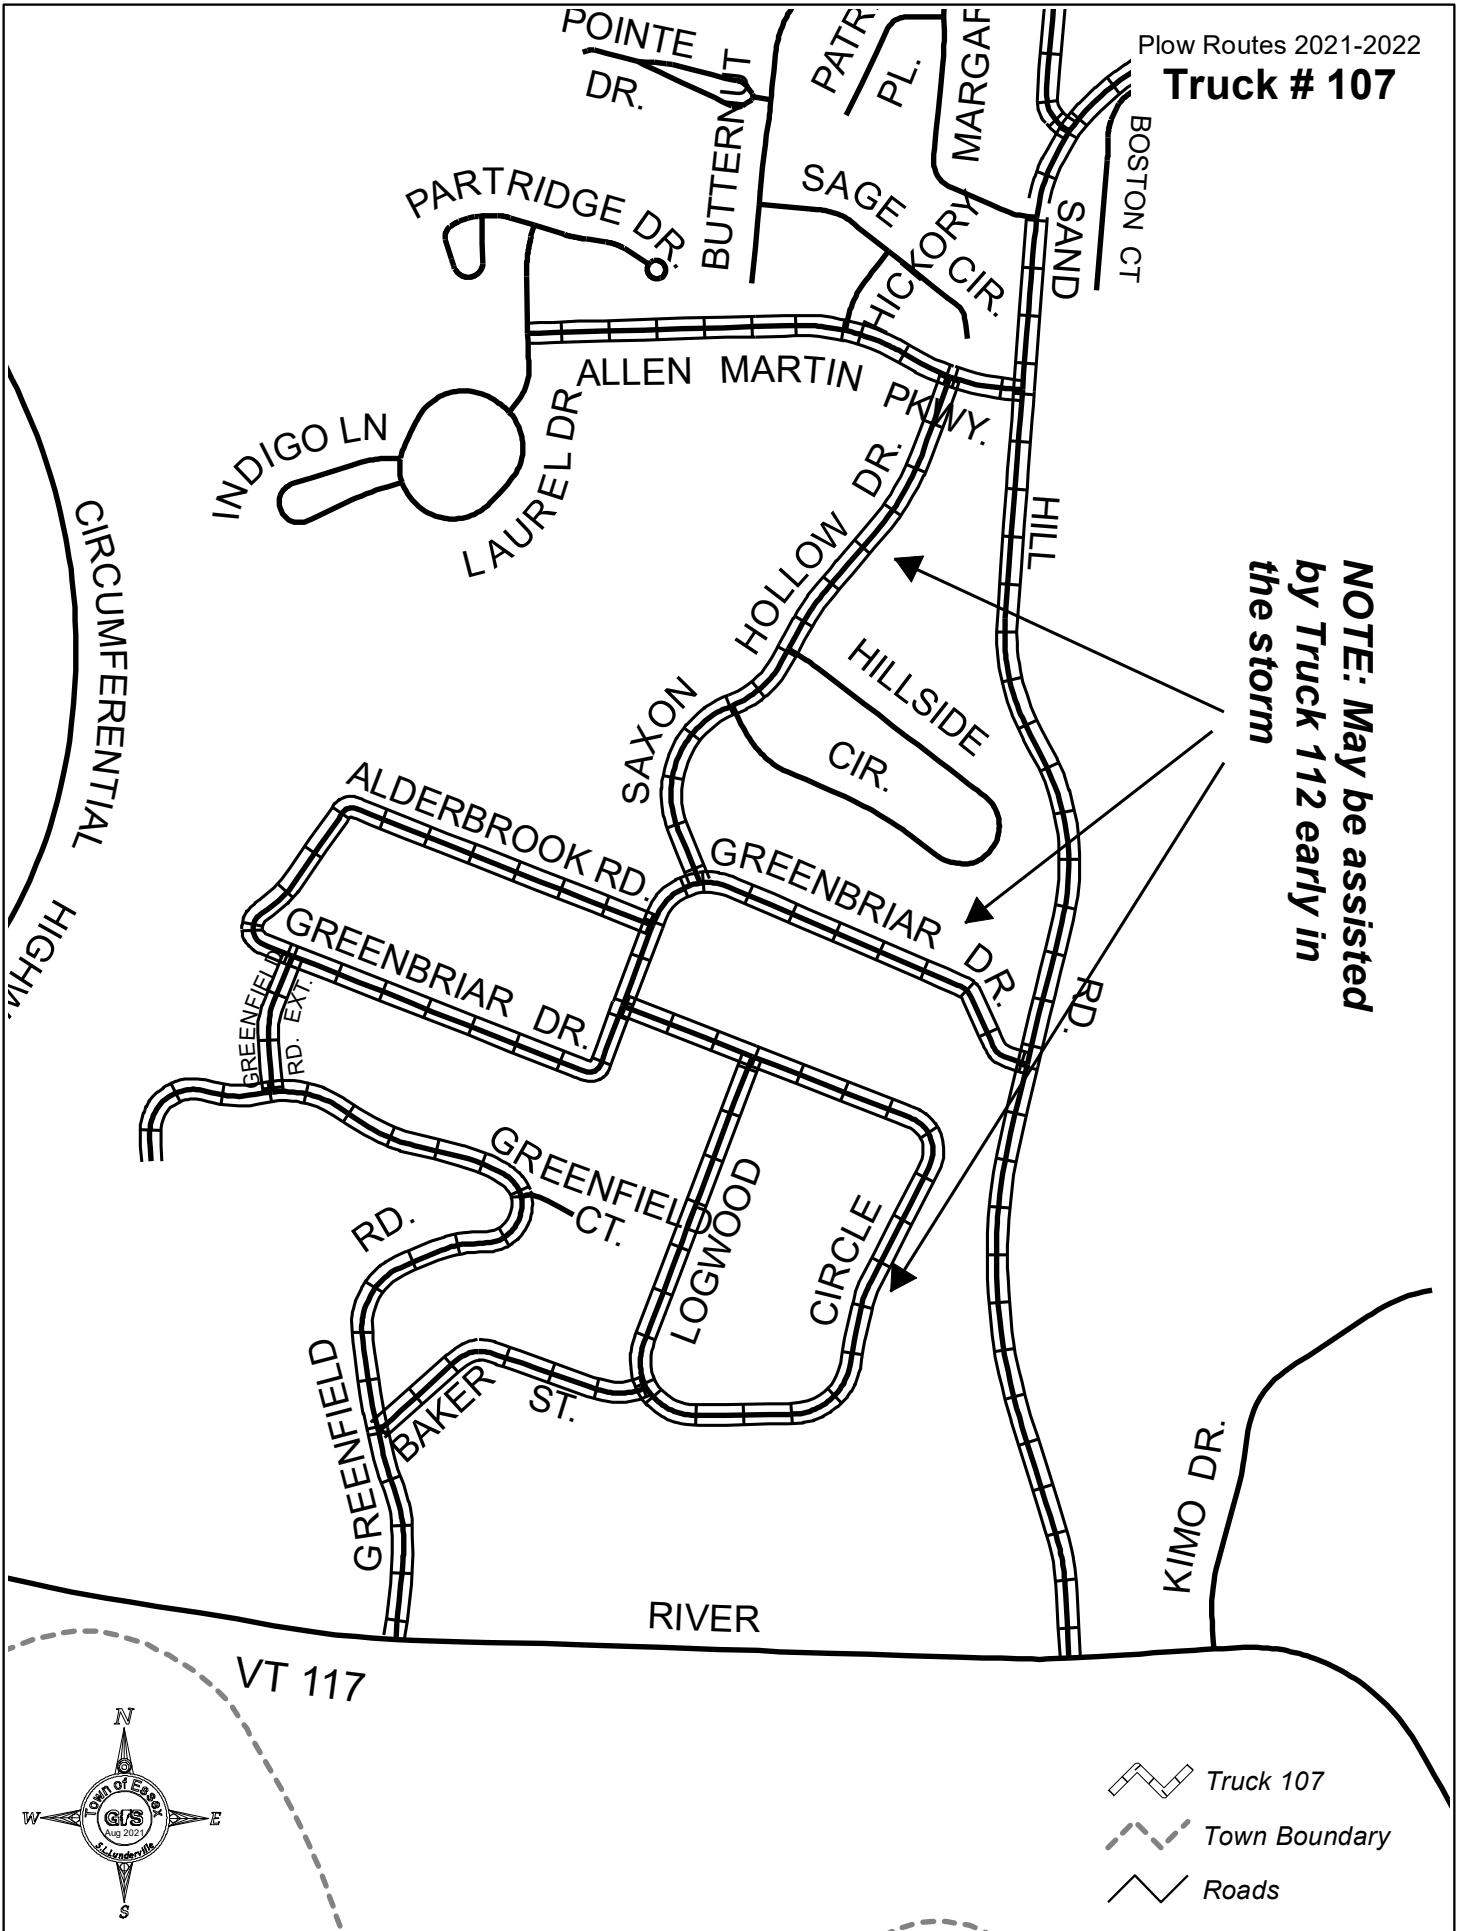 Plow Routes 2021-2022
Truck # 107
POINTE
DR.
BUTTERNUT
PATR
PL.
MARGAR
BOSTON CT
PARTRIDGE DR.
SAGE
CIR.
HICKORY
SAND
HILL
RD.
ALLEN MARTIN PKWY.
INDIGO LN
LAUREL DR
CIRCUMFERENTIAL
HIGHW
SAXON
HOLLOW
DR.
HILLSIDE
CIR.
NOTE: May be assisted
by Truck 112 early in
the storm
ALDERBROOK RD.
GREENBRIAR
DR.
GREENBRIAR DR.
GREENFIELD
RD. EXT.
GREENFIELD
CT.
RD.
LOGWOOD
CIRCLE
GREENFIELD
BAKER
ST.
KIMO DR.
RIVER
VT 117
N
W
E
S
Town of Essex
GIS
Aug 2021
S.L.Lunderville
Truck 107
Town Boundary
Roads